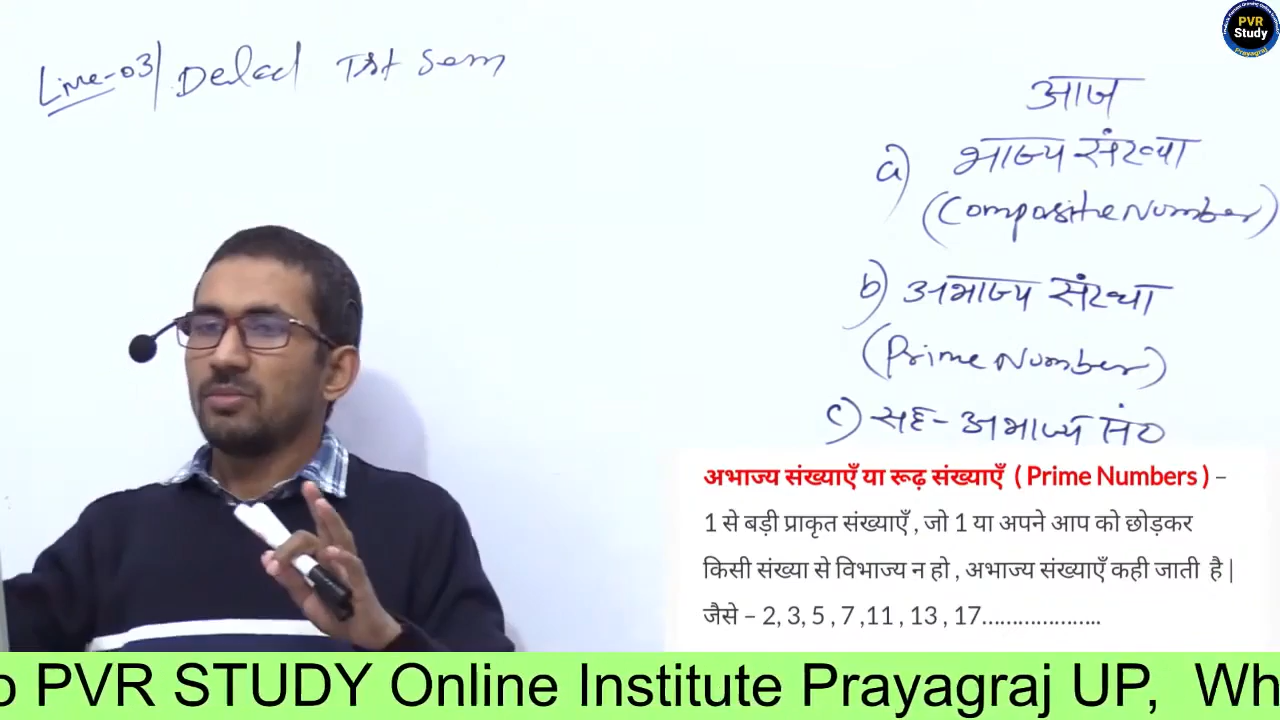 Live-03 Deled Ist Sem
PVR
Study
Prayagraj
आज
a) भाज्य संख्या
(Composite Number)
b) अभाज्य संख्या
(Prime Number)
c) सह-अभाज्य सं०
अभाज्य संख्याएँ या रूढ़ संख्याएँ ( Prime Numbers ) –
1 से बड़ी प्राकृत संख्याएँ , जो 1 या अपने आप को छोड़कर
किसी संख्या से विभाज्य न हो , अभाज्य संख्याएँ कही जाती है |
जैसे – 2, 3, 5 , 7 ,11 , 13 , 17………………..
o PVR STUDY Online Institute Prayagraj UP, Wh